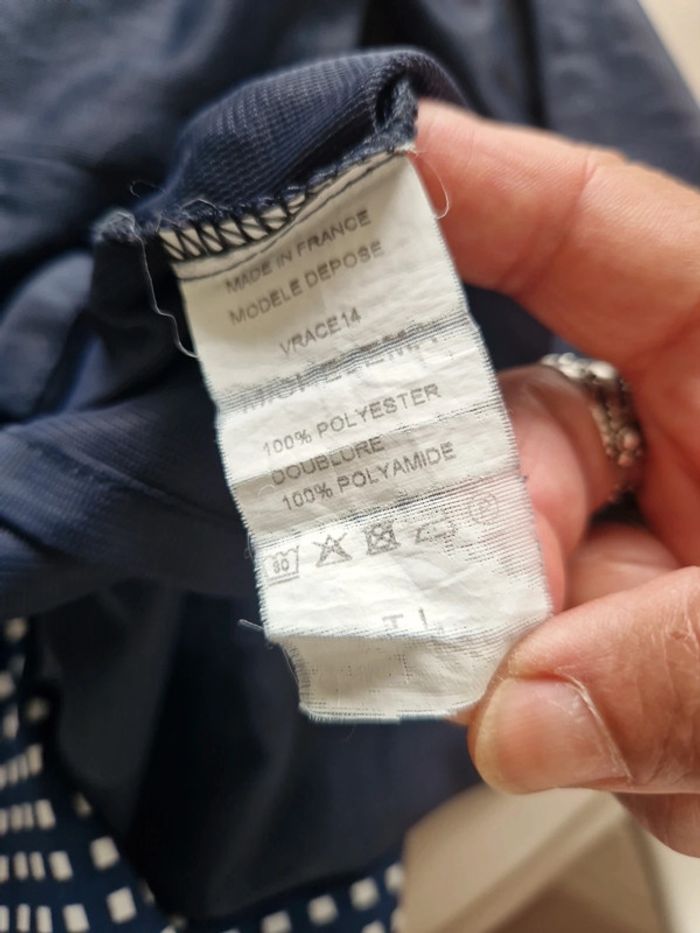 MADE IN FRANCE
MODELE DEPOSE
VRACE14
100% POLYESTER
DOUBLURE
100% POLYAMIDE
T L